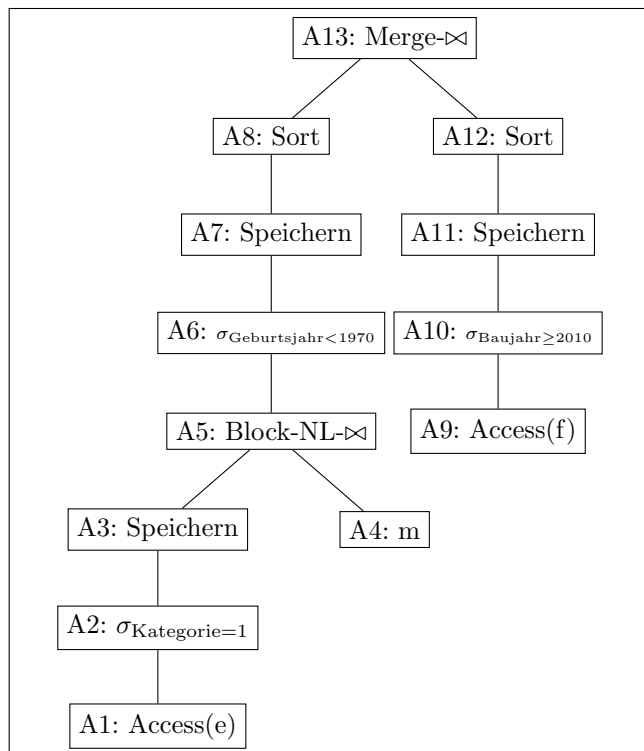 A13: Merge-⋈
A8: Sort
A12: Sort
A7: Speichern
A11: Speichern
A6: σGeburtsjahr<1970
A10: σBaujahr≥2010
A5: Block-NL-⋈
A9: Access(f)
A3: Speichern
A4: m
A2: σKategorie=1
A1: Access(e)